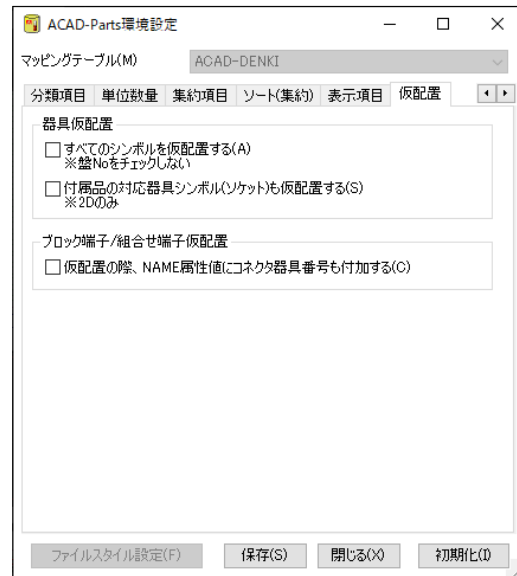 ACAD-Parts環境設定
マッピングテーブル(M) ACAD-DENKI
分類項目 単位数量 集約項目 ソート(集約) 表示項目 仮配置
器具仮配置
すべてのシンボルを仮配置する(A)
※盤Noをチェックしない
付属品の対応器具シンボル(ソケット)も仮配置する(S)
※2Dのみ
ブロック端子/組合せ端子仮配置
仮配置の際、NAME属性値にコネクタ器具番号も付加する(C)
ファイルスタイル設定(F) 保存(S) 閉じる(X) 初期化(I)